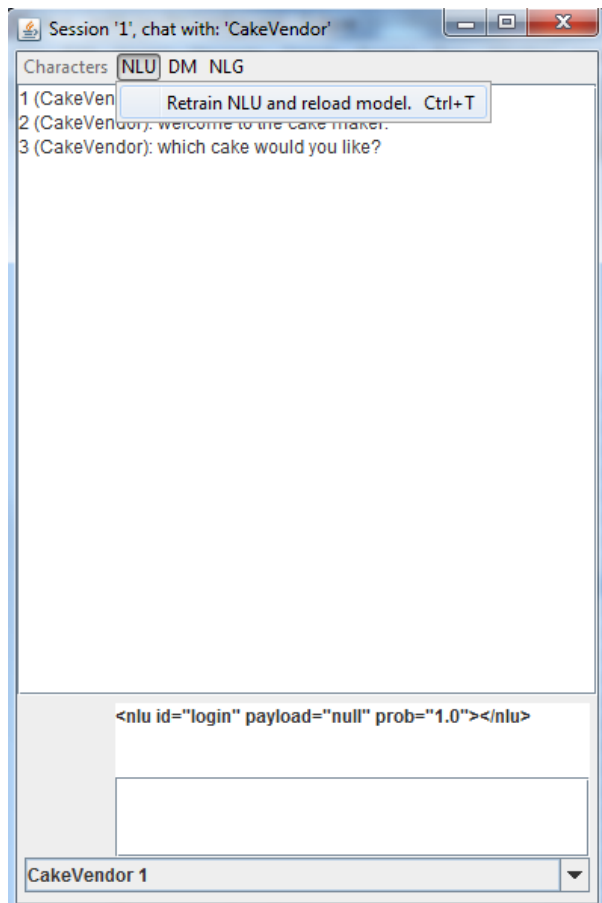 Session '1', chat with: 'CakeVendor'
Characters NLU DM NLG
Retrain NLU and reload model. Ctrl+T
1 (CakeVen
2 (CakeVendor): welcome to the cake maker.
3 (CakeVendor): which cake would you like?
<nlu id="login" payload="null" prob="1.0"></nlu>
CakeVendor 1